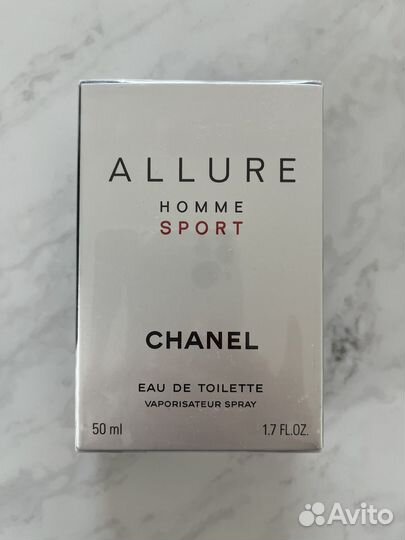 ALLURE
HOMME
SPORT
CHANEL
EAU DE TOILETTE
VAPORISATEUR SPRAY
50 ml 1.7 FL.OZ.
Avito